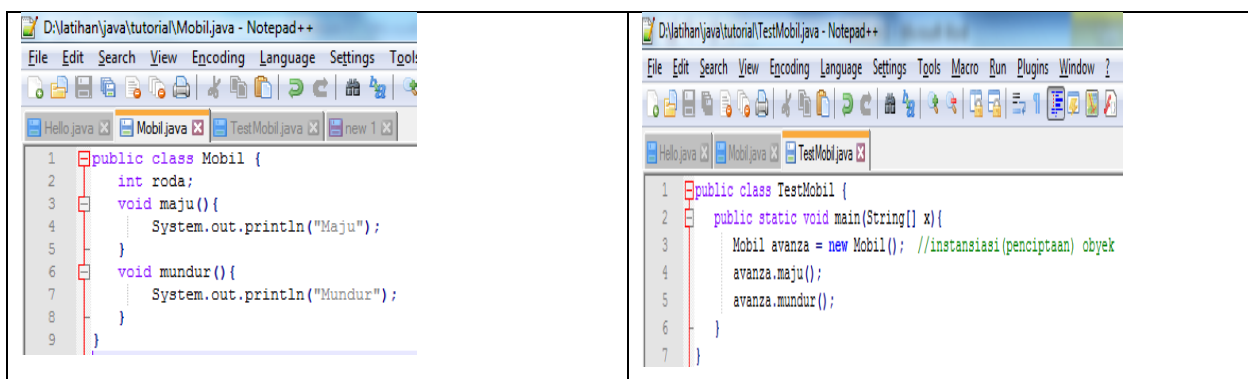 D:\latihan\java\tutorial\Mobil.java - Notepad++
File Edit Search View Encoding Language Settings
Hello.java Mobil.java TestMobil.java new 1
1 public class Mobil {
2 int roda;
3 void maju(){
4 System.out.println("Maju");
5 }
6 void mundur(){
7 System.out.println("Mundur");
8 }
9 }
D:\latihan\java\tutorial\TestMobil.java - Notepad++
File Edit Search View Encoding Language Settings Tools Macro Run Plugins Window ?
Hello.java Mobil.java TestMobil.java
1 public class TestMobil {
2 public static void main(String[] x){
3 Mobil avanza = new Mobil(); //instansiasi(penciptaan) obyek
4 avanza.maju();
5 avanza.mundur();
6 }
7 }